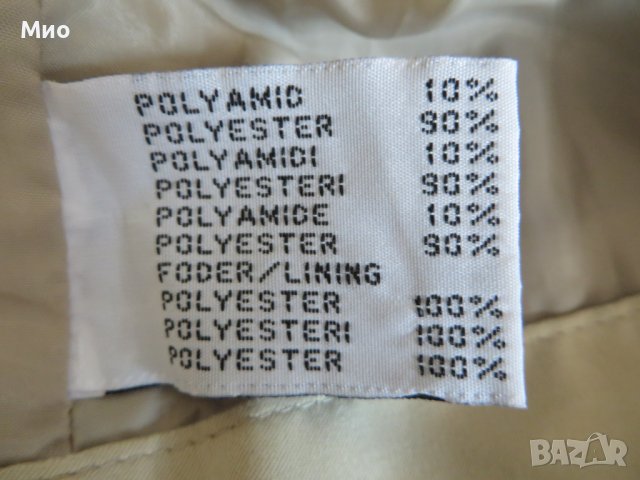 Мио
POLYAMID 10%
POLYESTER 90%
POLYAMIDI 10%
POLYESTERI 90%
POLYAMIDE 10%
POLYESTER 90%
FODER/LINING
POLYESTER 100%
POLYESTERI 100%
POLYESTER 100%
BAZAR